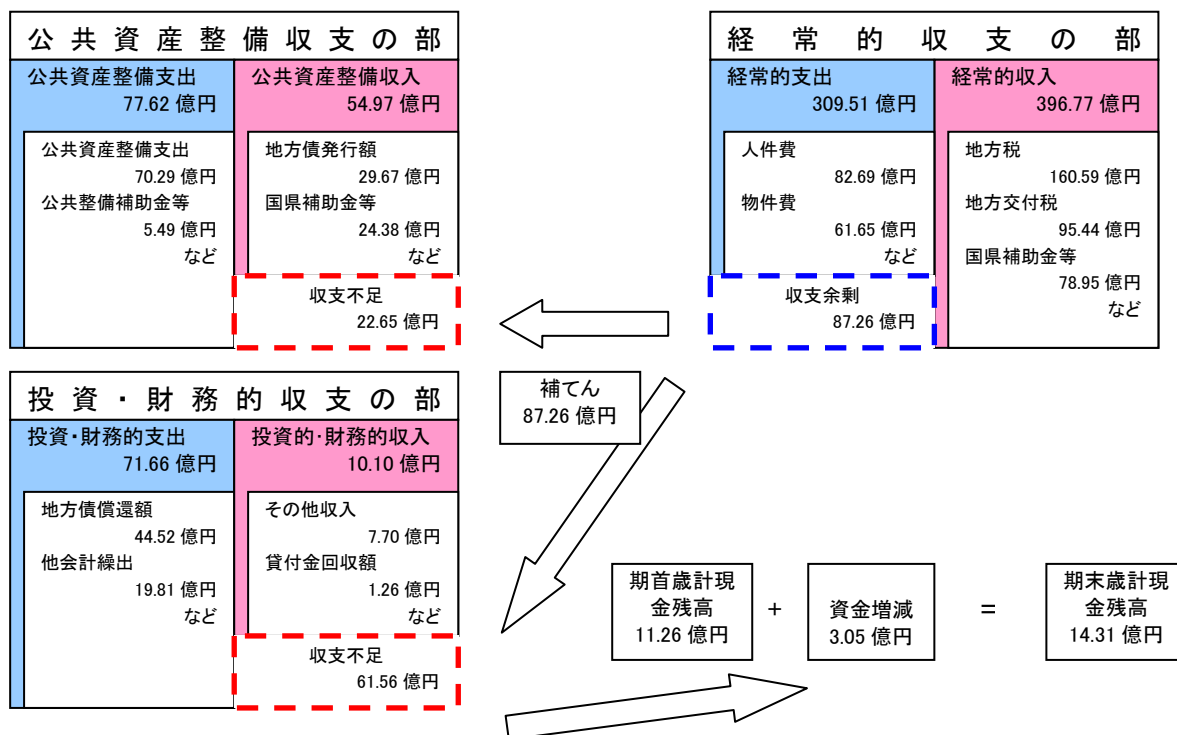 公共資産整備収支の部
公共資産整備支出
77.62 億円
公共資産整備収入
54.97 億円
公共資産整備支出
70.29 億円
公共整備補助金等
5.49 億円
など
地方債発行額
29.67 億円
国県補助金等
24.38 億円
など
収支不足
22.65 億円
経常的収支の部
経常的支出
309.51 億円
経常的収入
396.77 億円
人件費
82.69 億円
物件費
61.65 億円
など
収支余剰
87.26 億円
地方税
160.59 億円
地方交付税
95.44 億円
国県補助金等
78.95 億円
など
補てん
87.26 億円
投資・財務的収支の部
投資・財務的支出
71.66 億円
投資的・財務的収入
10.10 億円
地方債償還額
44.52 億円
他会計繰出
19.81 億円
など
その他収入
7.70 億円
貸付金回収額
1.26 億円
など
収支不足
61.56 億円
期首歳計現
金残高
11.26 億円
+
資金増減
3.05 億円
=
期末歳計現
金残高
14.31 億円